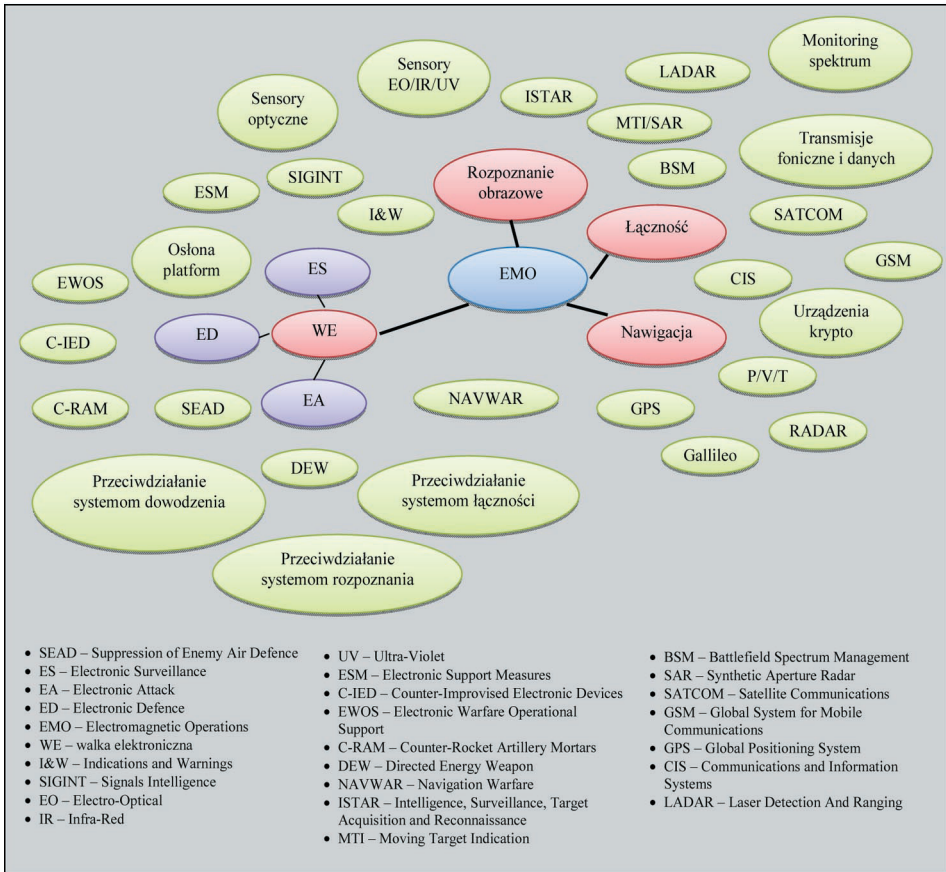 Monitoring
spektrum
Sensory
EO/IR/UV
LADAR
Sensory
optyczne
ISTAR
MTI/SAR
Transmisje
foniczne i danych
Rozpoznanie
obrazowe
BSM
SIGINT
ESM
I&W
Łączność
SATCOM
Osłona
platform
ES
EMO
GSM
EWOS
CIS
Urządzenia
krypto
ED
WE
Nawigacja
C-IED
P/V/T
C-RAM
SEAD
EA
NAVWAR
GPS
RADAR
Gallileo
DEW
Przeciwdziałanie
systemom dowodzenia
Przeciwdziałanie
systemom łączności
Przeciwdziałanie
systemom rozpoznania
• SEAD – Suppression of Enemy Air Defence
• ES – Electronic Surveillance
• EA – Electronic Attack
• ED – Electronic Defence
• EMO – Electromagnetic Operations
• WE – walka elektroniczna
• I&W – Indications and Warnings
• SIGINT – Signals Intelligence
• EO – Electro-Optical
• IR – Infra-Red
• UV – Ultra-Violet
• ESM – Electronic Support Measures
• C-IED – Counter-Improvised Electronic Devices
• EWOS – Electronic Warfare Operational
Support
• C-RAM – Counter-Rocket Artillery Mortars
• DEW – Directed Energy Weapon
• NAVWAR – Navigation Warfare
• ISTAR – Intelligence, Surveillance, Target
Acquisition and Reconnaissance
• MTI – Moving Target Indication
• BSM – Battlefield Spectrum Management
• SAR – Synthetic Aperture Radar
• SATCOM – Satellite Communications
• GSM – Global System for Mobile
Communications
• GPS – Global Positioning System
• CIS – Communications and Information
Systems
• LADAR – Laser Detection And Ranging